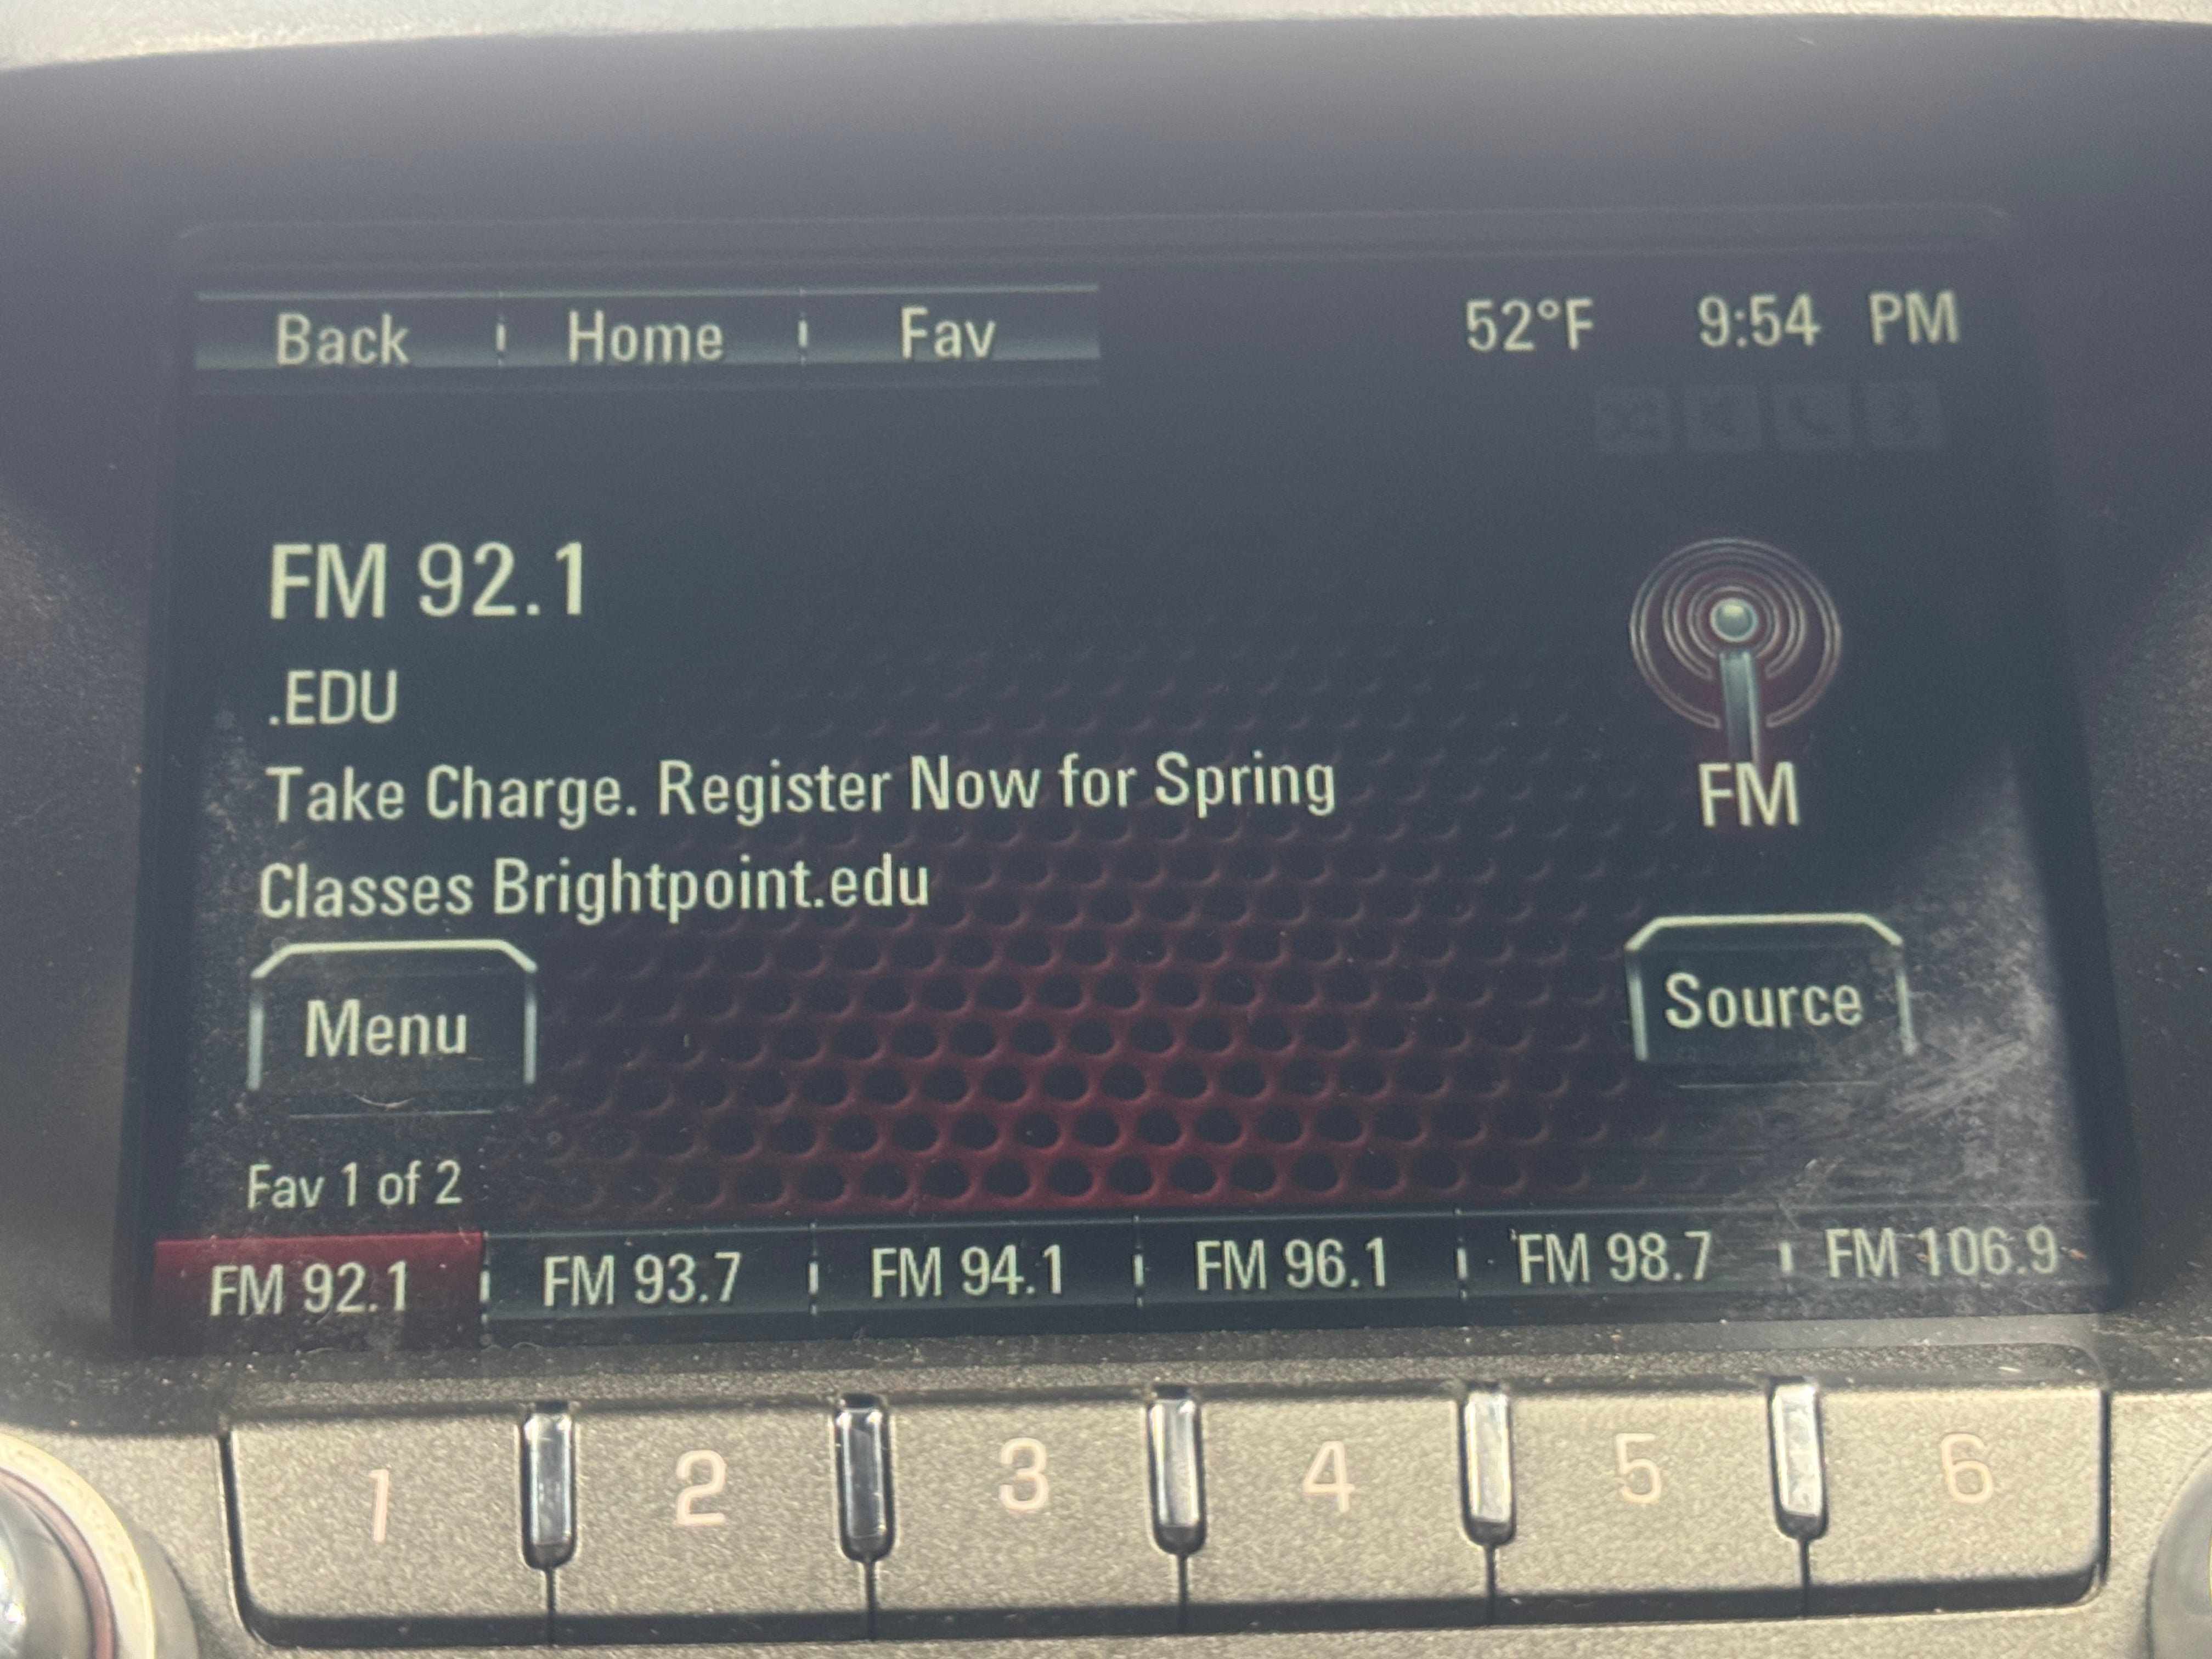 Back Home Fav 52°F 9:54 PM
FM 92.1
.EDU
Take Charge. Register Now for Spring
Classes Brightpoint.edu
FM
Menu Source
Fav 1 of 2
FM 92.1 FM 93.7 FM 94.1 FM 96.1 FM 98.7 FM 106.9
1 2 3 4 5 6